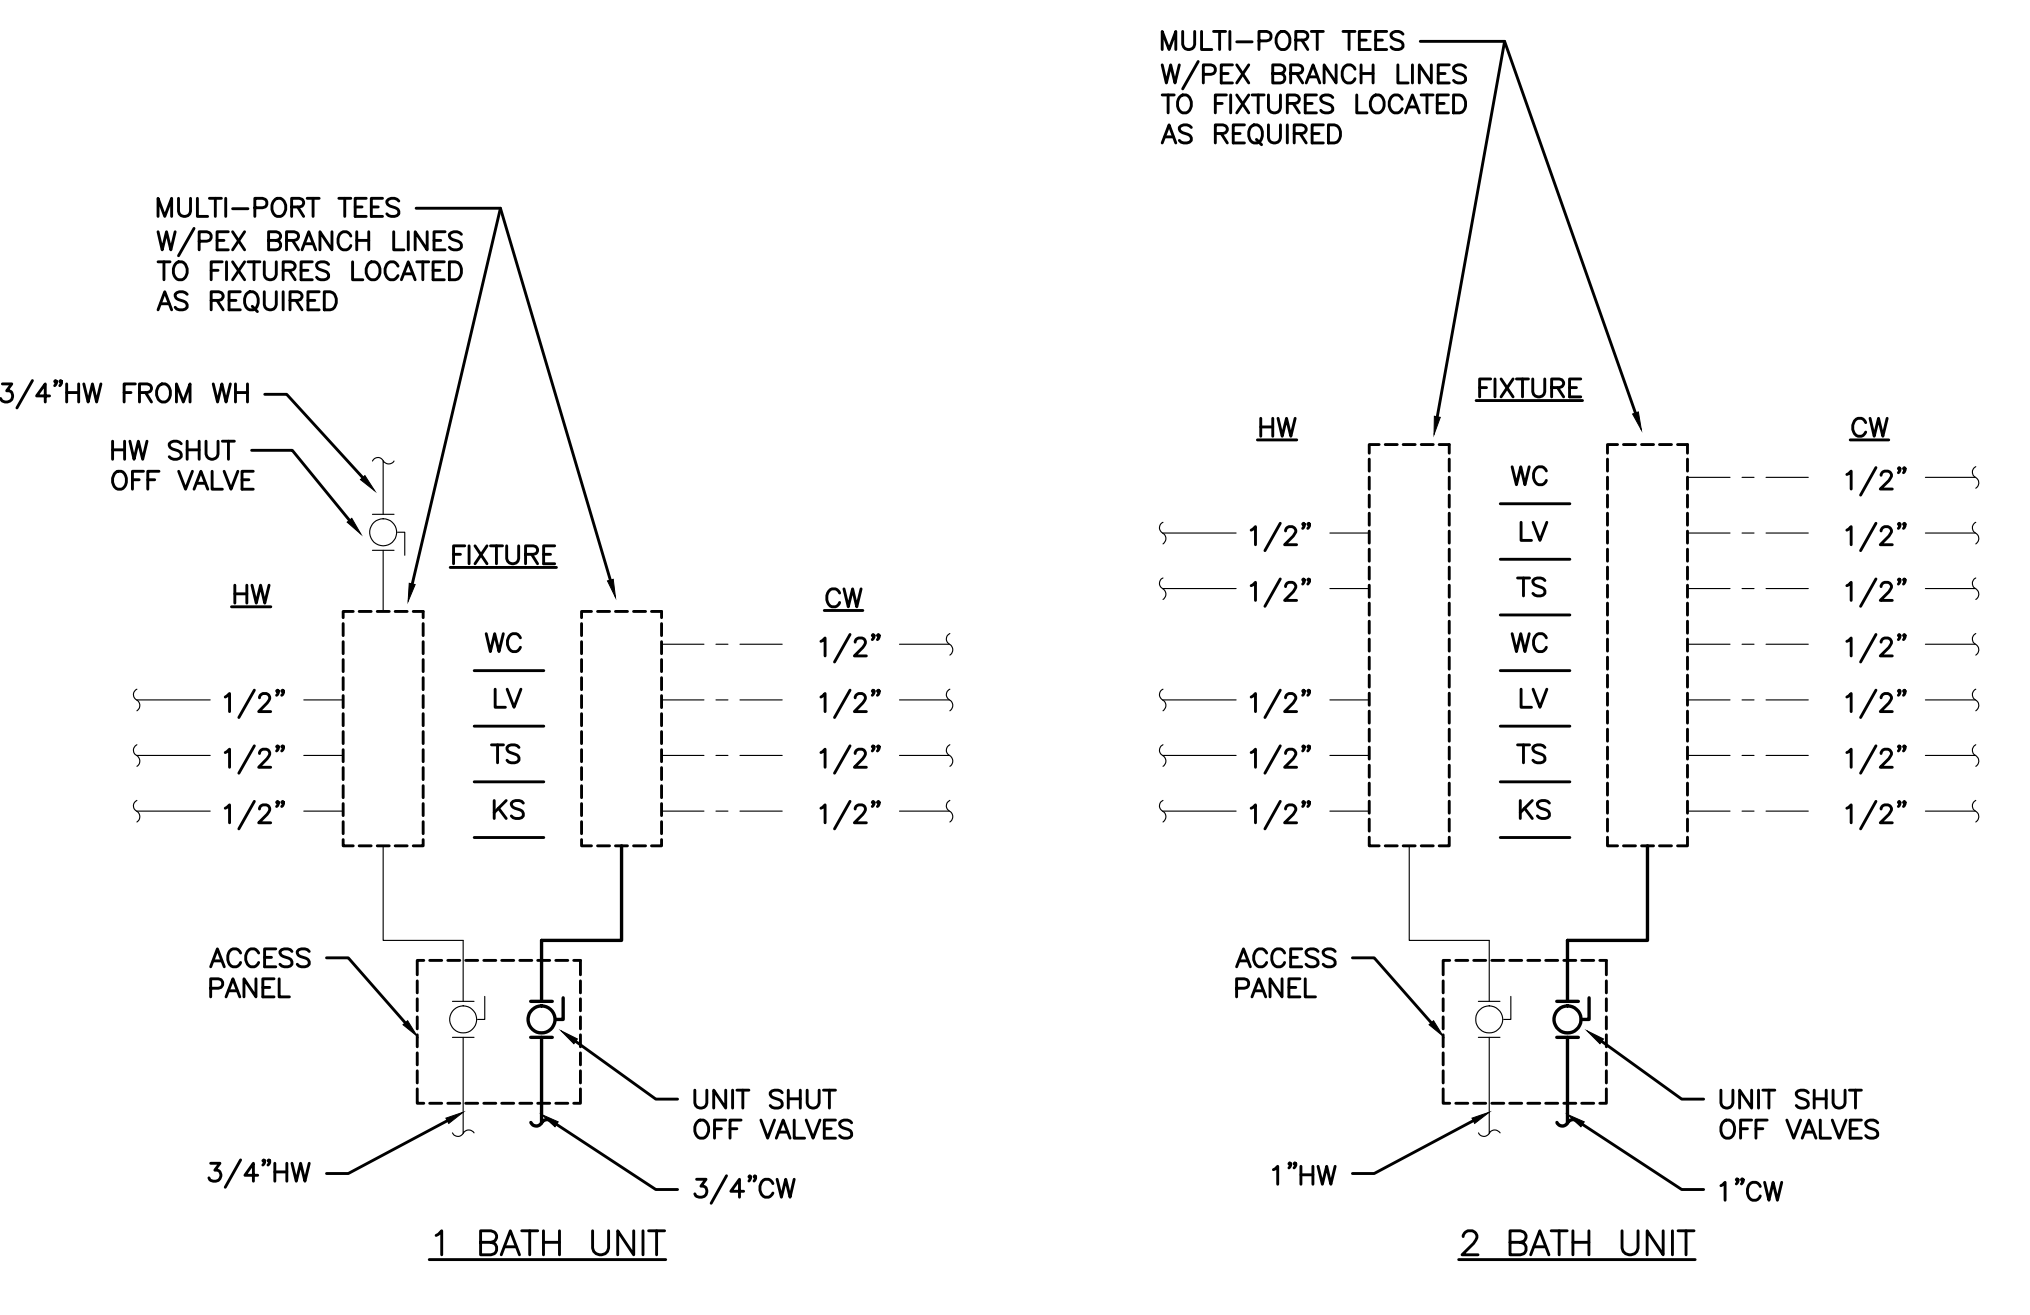 MULTI-PORT TEES
W/PEX BRANCH LINES
TO FIXTURES LOCATED
AS REQUIRED
3/4"HW FROM WH
HW SHUT
OFF VALVE
FIXTURE
HW
CW
WC 1/2"
1/2" LV 1/2"
1/2" TS 1/2"
1/2" KS 1/2"
ACCESS
PANEL
UNIT SHUT
OFF VALVES
3/4"HW
3/4"CW
1 BATH UNIT
MULTI-PORT TEES
W/PEX BRANCH LINES
TO FIXTURES LOCATED
AS REQUIRED
FIXTURE
HW
CW
WC 1/2"
1/2" LV 1/2"
1/2" TS 1/2"
WC 1/2"
1/2" LV 1/2"
1/2" TS 1/2"
1/2" KS 1/2"
ACCESS
PANEL
UNIT SHUT
OFF VALVES
1"HW
1"CW
2 BATH UNIT